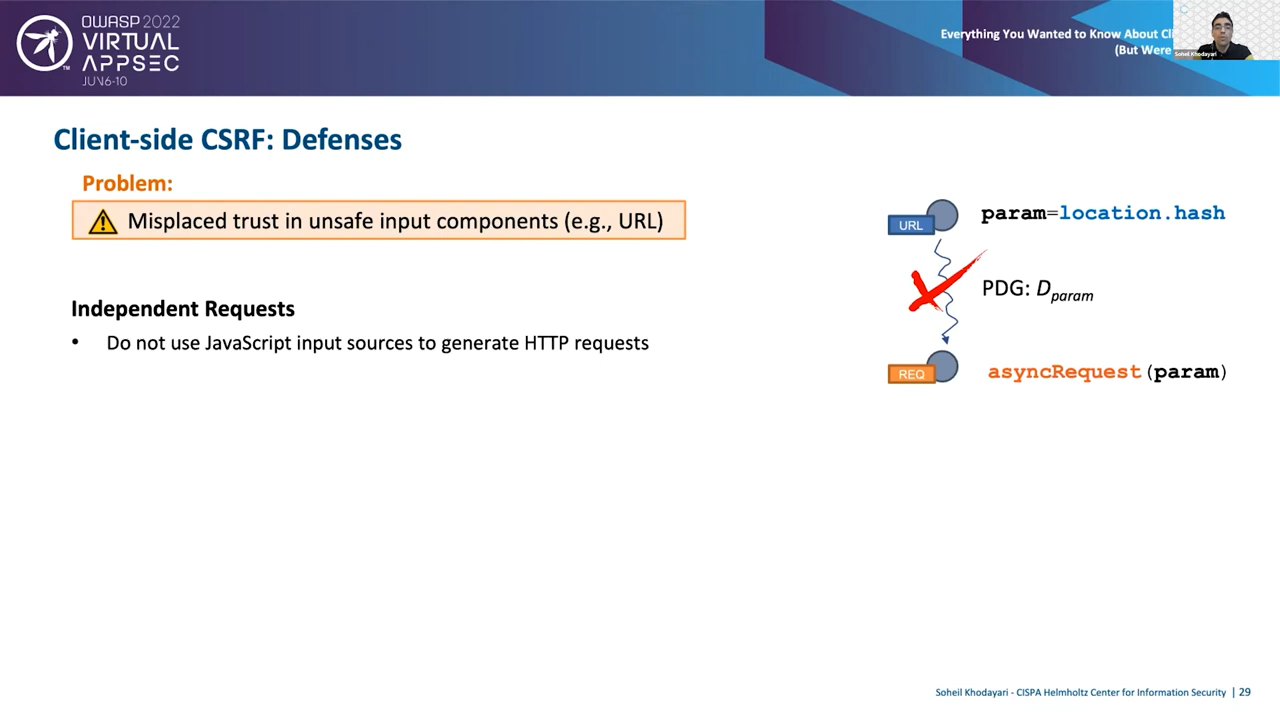 OWASP 2022
VIRTUAL
APPSEC
TM
JUN 6-10
Everything You Wanted to Know About
(But Were
Soheil Khodayari
Client-side CSRF: Defenses
Problem:
Misplaced trust in unsafe input components (e.g., URL)
URL
param=location.hash
PDG: Dparam
Independent Requests
• Do not use JavaScript input sources to generate HTTP requests
REQ
asyncRequest(param)
Soheil Khodayari - CISPA Helmholtz Center for Information Security | 29